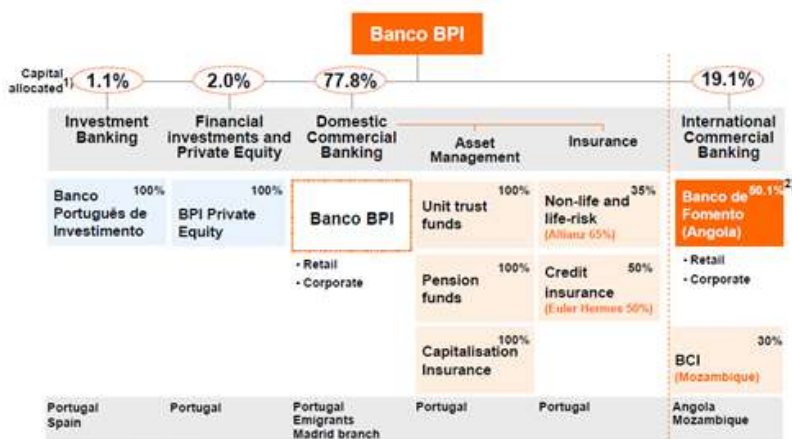 Banco BPI
Capital
allocated1)
1.1%
2.0%
77.8%
19.1%
Investment
Banking
Financial
investments and
Private Equity
Domestic
Commercial
Banking
Asset
Management
Insurance
International
Commercial
Banking
Banco
Português de
Investimento
100%
BPI Private
Equity
100%
Banco BPI
• Retail
• Corporate
Unit trust
funds
100%
Pension
funds
100%
Capitalisation
Insurance
100%
Non-life and
life-risk
(Allianz 65%)
35%
Credit
insurance
(Euler Hermes 50%)
50%
Banco de
Fomento
(Angola)
50.1%2)
• Retail
• Corporate
BCI
(Mozambique)
30%
Portugal
Spain
Portugal
Portugal
Emigrants
Madrid branch
Portugal
Portugal
Angola
Mozambique